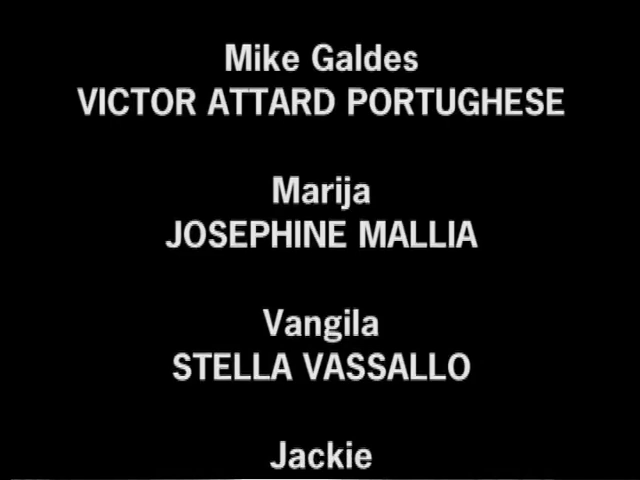 Mike Galdes
VICTOR ATTARD PORTUGHESE
Marija
JOSEPHINE MALLIA
Vangila
STELLA VASSALLO
Jackie